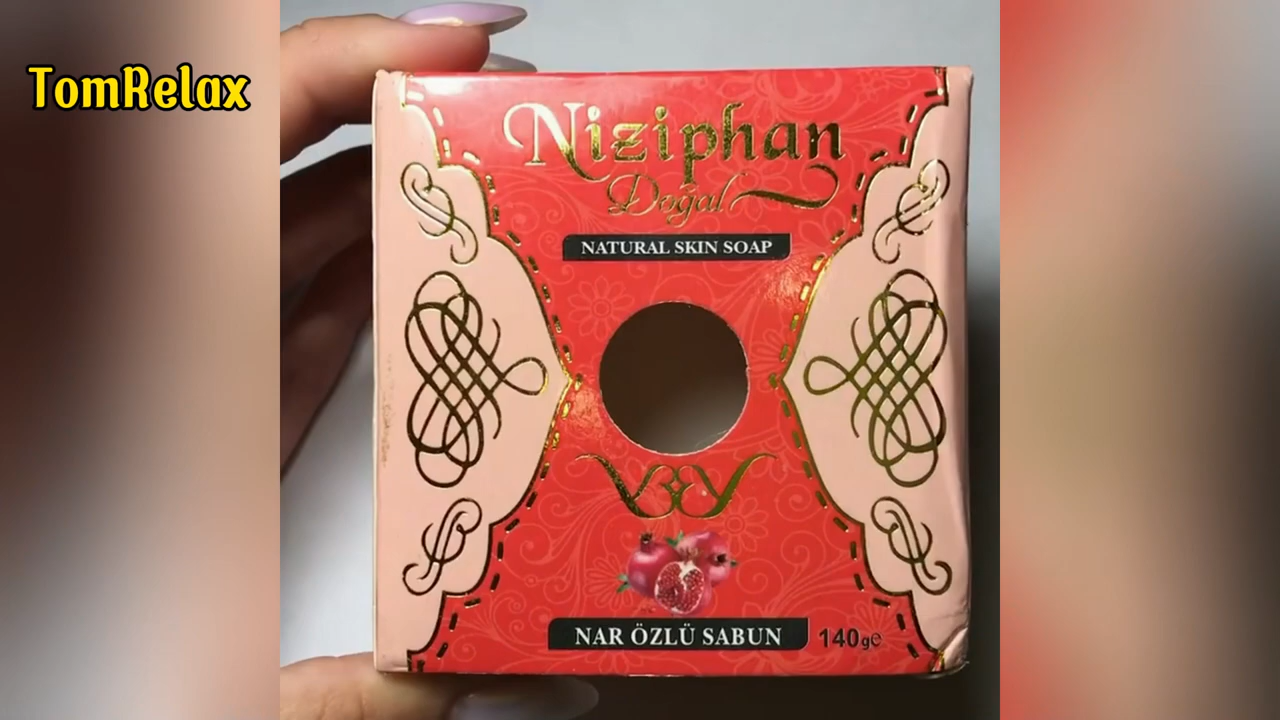 TomRelax
Niziphan
Doğal
NATURAL SKIN SOAP
NAR ÖZLÜ SABUN 140g℮